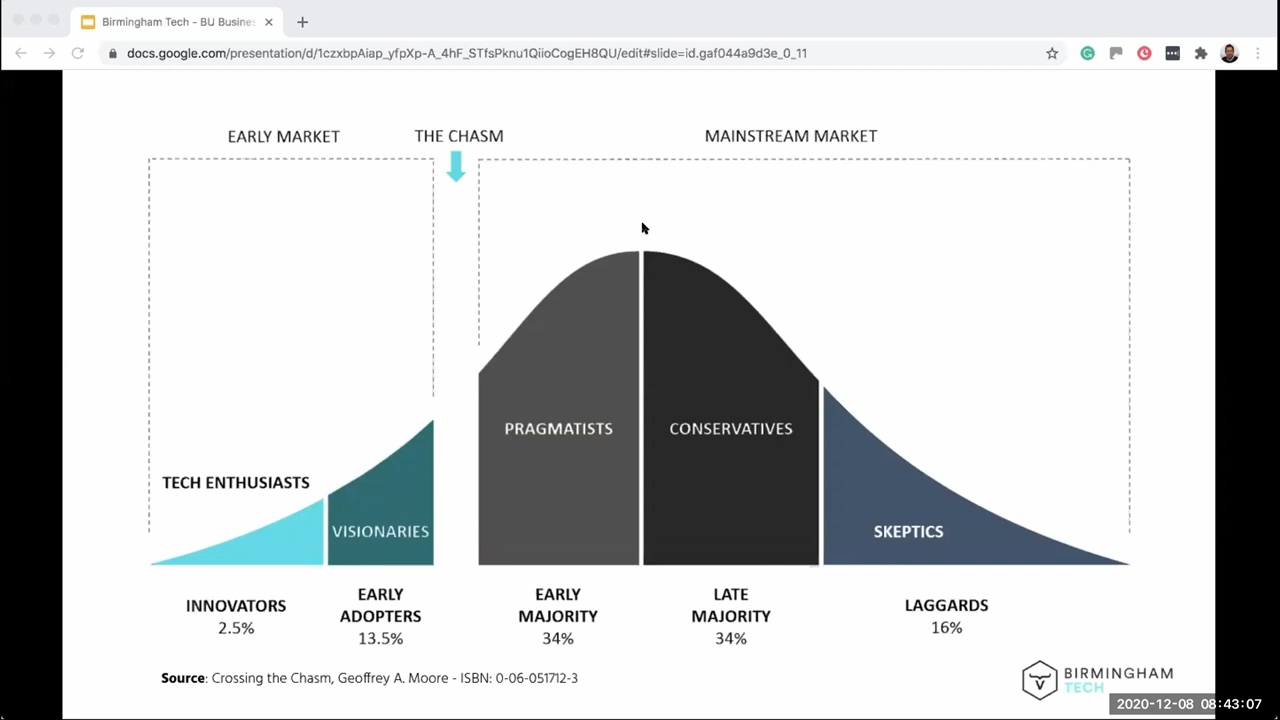 Birmingham Tech - BU Busines
docs.google.com/presentation/d/1czxbpAiap_yfpXp-A_4hF_STfsPknu1QiioCogEH8QU/edit#slide=id.gaf044a9d3e_0_11
EARLY MARKET
THE CHASM
MAINSTREAM MARKET
PRAGMATISTS
CONSERVATIVES
TECH ENTHUSIASTS
VISIONARIES
SKEPTICS
INNOVATORS
2.5%
EARLY
ADOPTERS
13.5%
EARLY
MAJORITY
34%
LATE
MAJORITY
34%
LAGGARDS
16%
Source: Crossing the Chasm, Geoffrey A. Moore - ISBN: 0-06-051712-3
BIRMINGHAM
TECH
2020-12-08 08:43:07